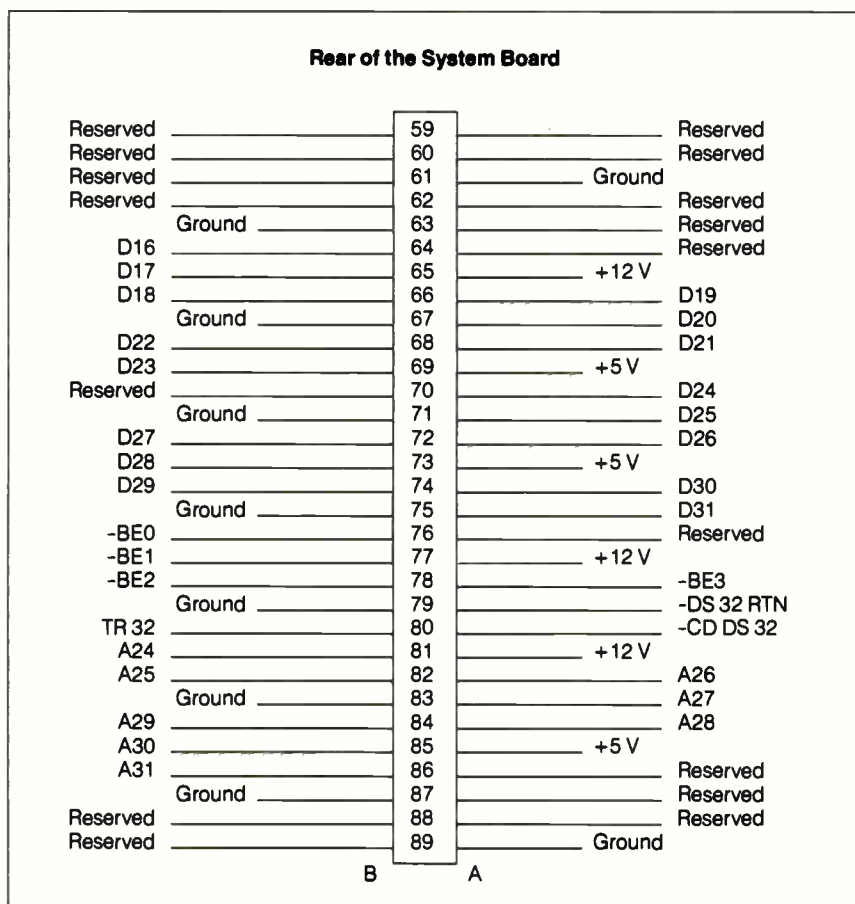 Rear of the System Board
Reserved 59 Reserved
Reserved 60 Reserved
Reserved 61 Ground
Reserved 62 Reserved
Ground 63 Reserved
D16 64 Reserved
D17 65 +12 V
D18 66 D19
Ground 67 D20
D22 68 D21
D23 69 +5 V
Reserved 70 D24
Ground 71 D25
D27 72 D26
D28 73 +5 V
D29 74 D30
Ground 75 D31
-BE0 76 Reserved
-BE1 77 +12 V
-BE2 78 -BE3
Ground 79 -DS 32 RTN
TR 32 80 -CD DS 32
A24 81 +12 V
A25 82 A26
Ground 83 A27
A29 84 A28
A30 85 +5 V
A31 86 Reserved
Ground 87 Reserved
Reserved 88 Reserved
Reserved 89 Ground
B A